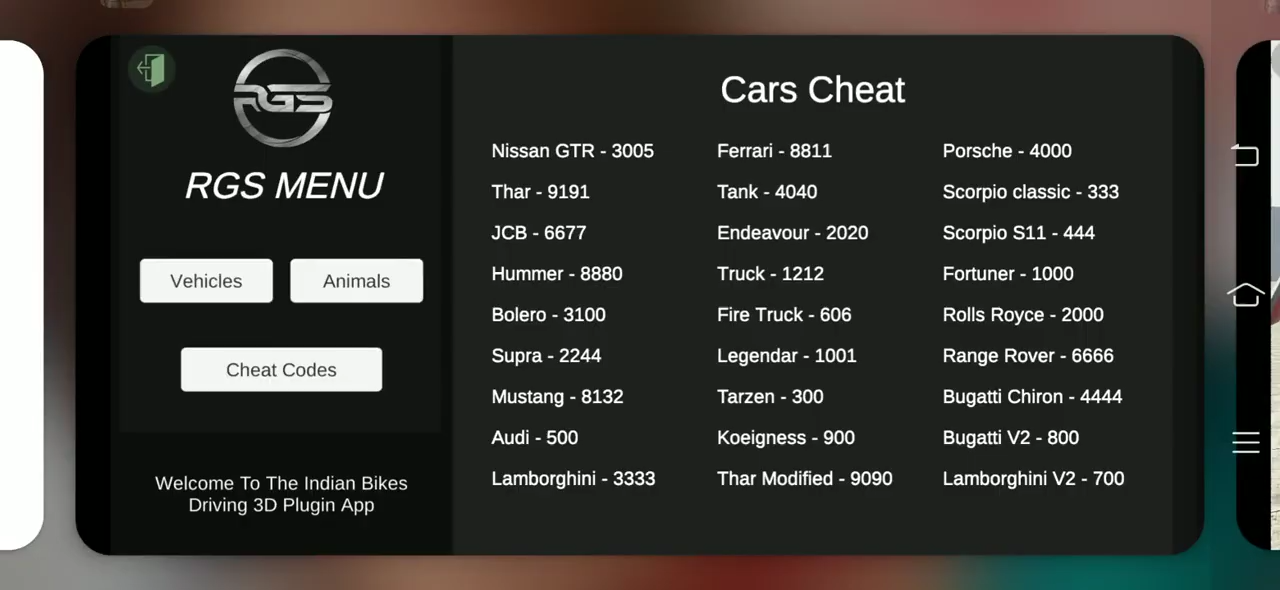 RGS
RGS MENU
Vehicles
Animals
Cheat Codes
Welcome To The Indian Bikes
Driving 3D Plugin App
Cars Cheat
Nissan GTR - 3005
Thar - 9191
JCB - 6677
Hummer - 8880
Bolero - 3100
Supra - 2244
Mustang - 8132
Audi - 500
Lamborghini - 3333
Ferrari - 8811
Tank - 4040
Endeavour - 2020
Truck - 1212
Fire Truck - 606
Legendar - 1001
Tarzen - 300
Koeigness - 900
Thar Modified - 9090
Porsche - 4000
Scorpio classic - 333
Scorpio S11 - 444
Fortuner - 1000
Rolls Royce - 2000
Range Rover - 6666
Bugatti Chiron - 4444
Bugatti V2 - 800
Lamborghini V2 - 700